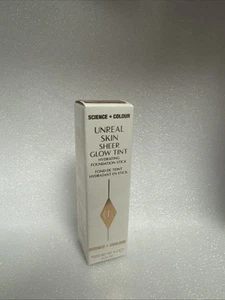 SCIENCE + COLOUR
UNREAL
SKIN
SHEER
GLOW TINT
HYDRATING
FOUNDATION STICK
FOND DE TEINT
HYDRATANT EN STICK